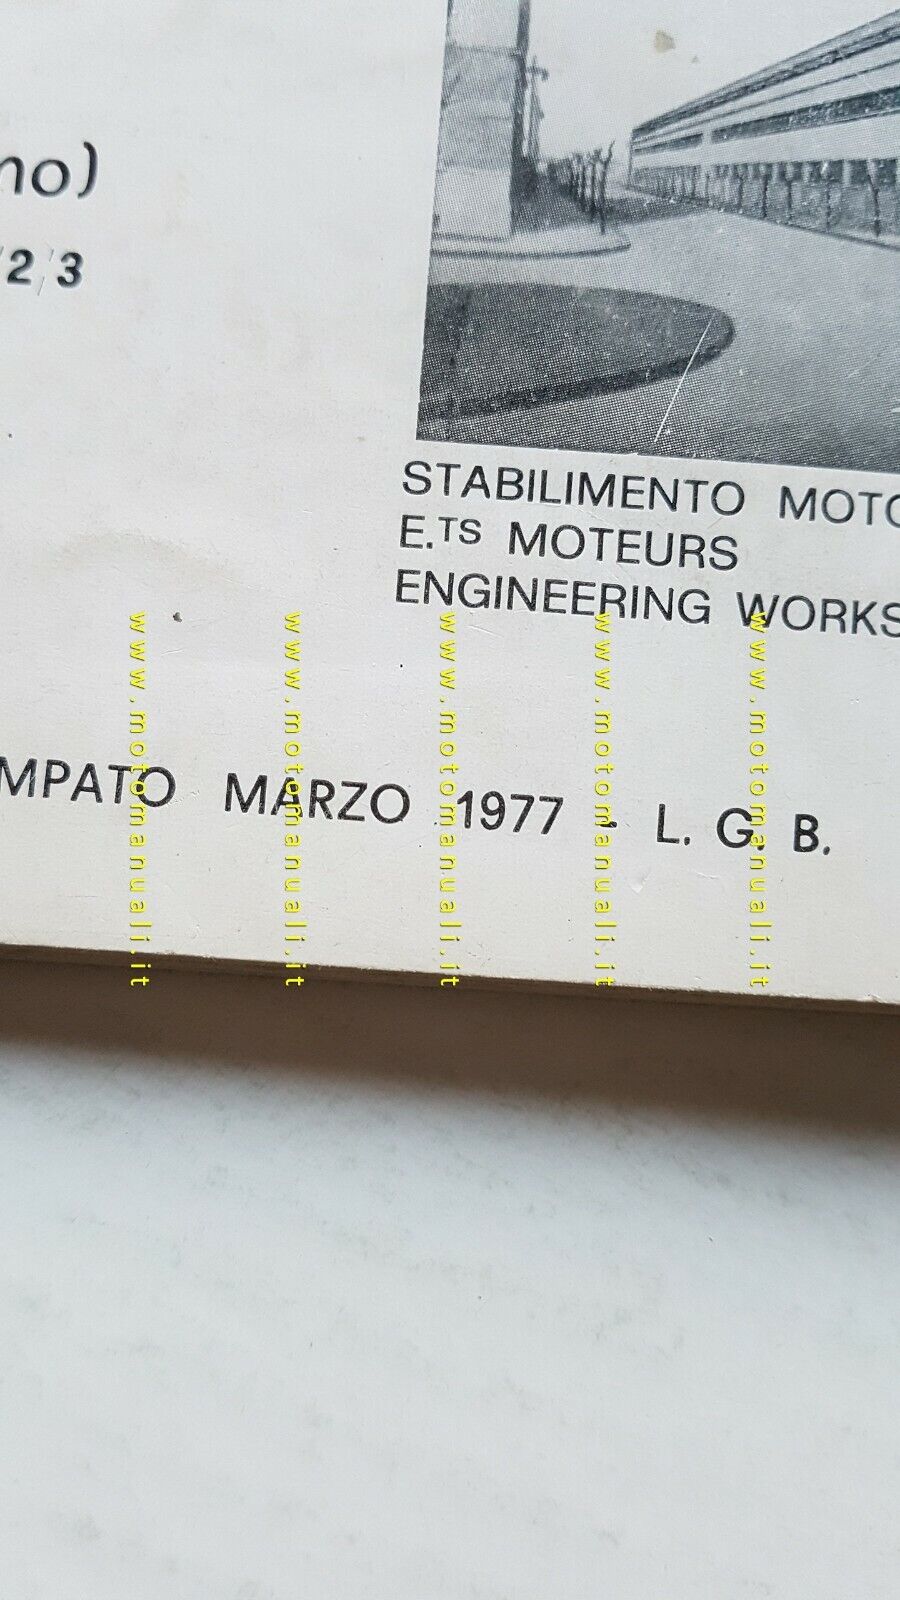 no)
/2/3
STABILIMENTO MOTO
E.TS MOTEURS
ENGINEERING WORKS
MPATO MARZO 1977 - L. G. B.
www.motomanuali.it
www.motomanuali.it
www.motomanuali.it
www.motomanuali.it
www.motomanuali.it